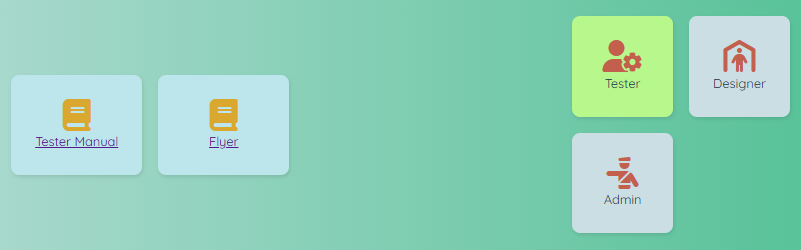 Tester Manual
Flyer
Tester
Designer
Admin